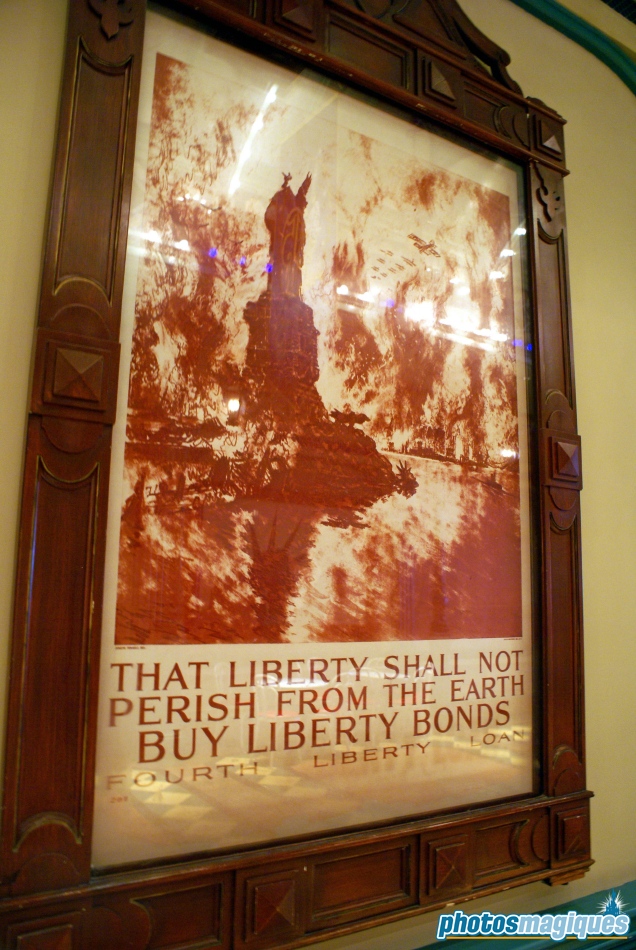 THAT LIBERTY SHALL NOT
PERISH FROM THE EARTH
BUY LIBERTY BONDS
FOURTH LIBERTY LOAN
photosmagiques